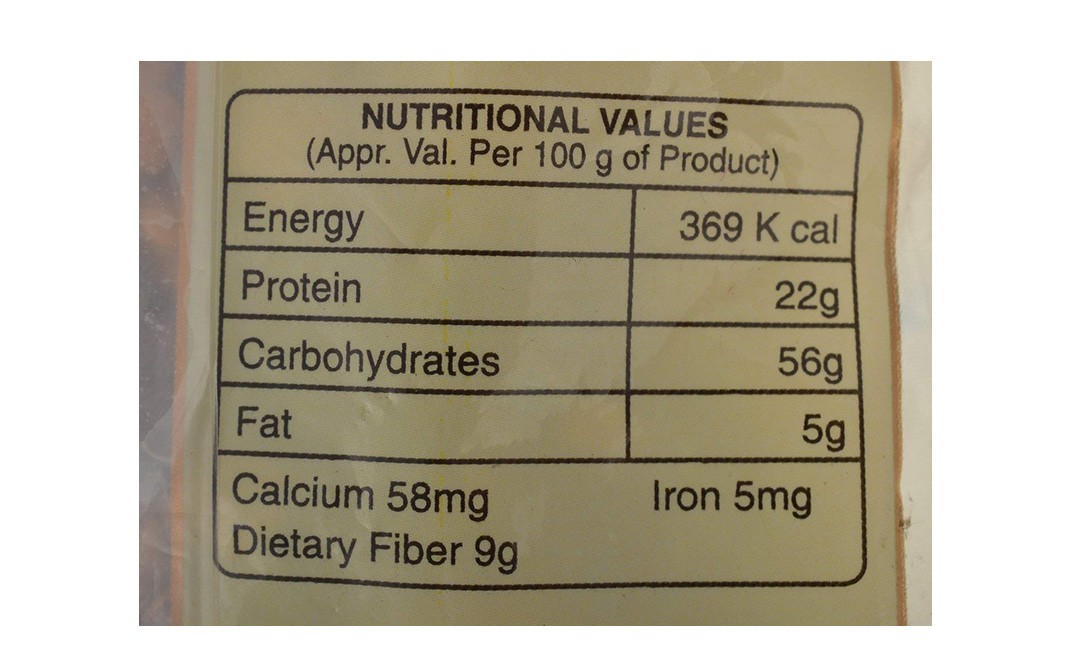 NUTRITIONAL VALUES
(Appr. Val. Per 100 g of Product)
Energy 369 K cal
Protein 22g
Carbohydrates 56g
Fat 5g
Calcium 58mg Iron 5mg
Dietary Fiber 9g